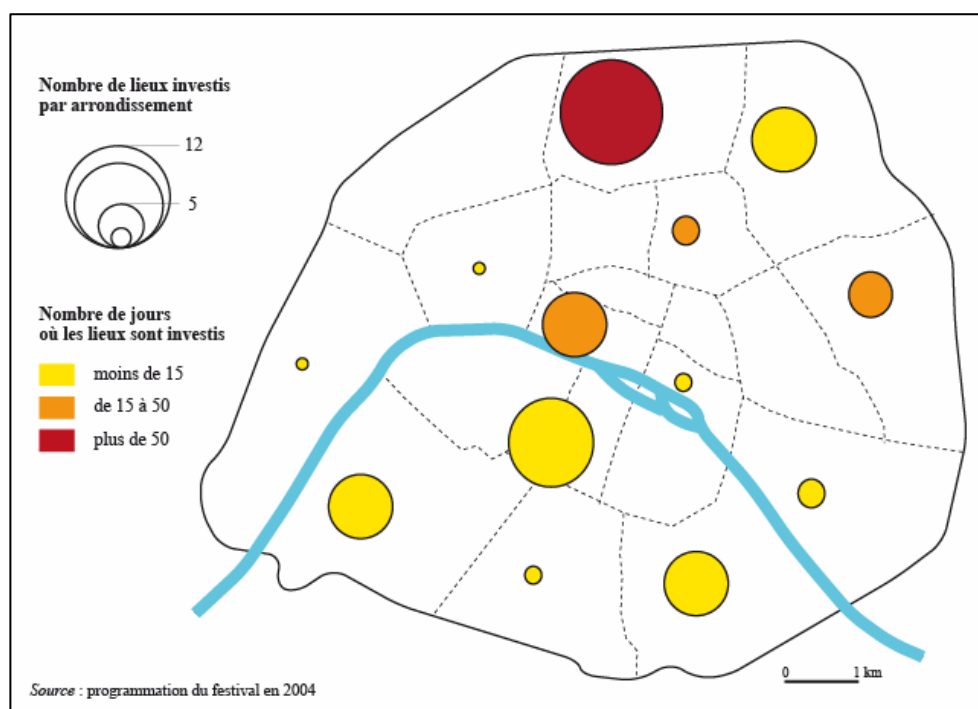 Nombre de lieux investis
par arrondissement
12
5
Nombre de jours
où les lieux sont investis
moins de 15
de 15 à 50
plus de 50
Source : programmation du festival en 2004
0 1 km